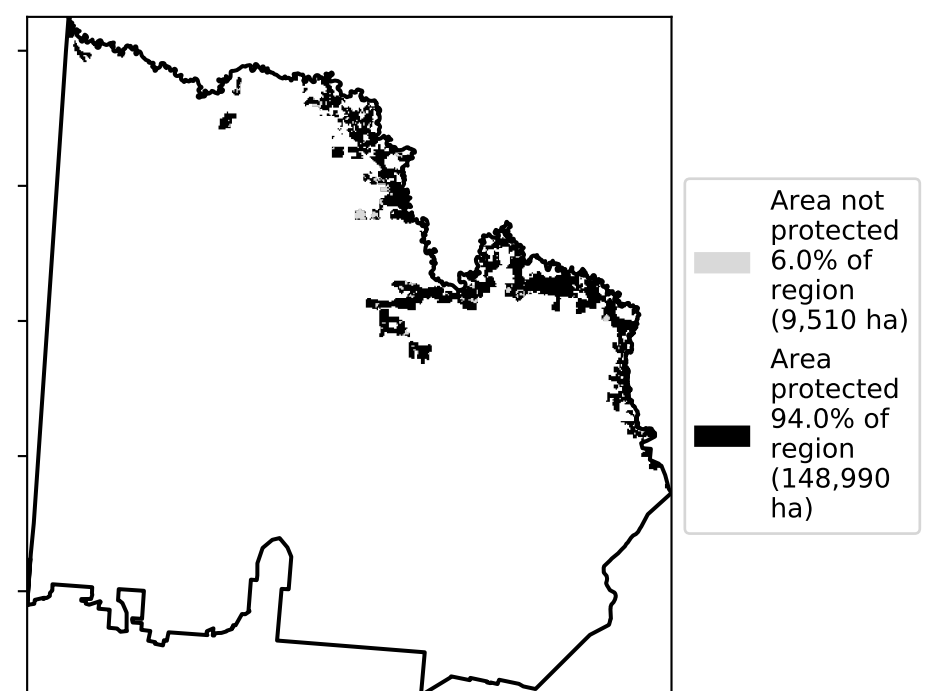 Area not
protected
6.0% of
region
(9,510 ha)
Area
protected
94.0% of
region
(148,990
ha)